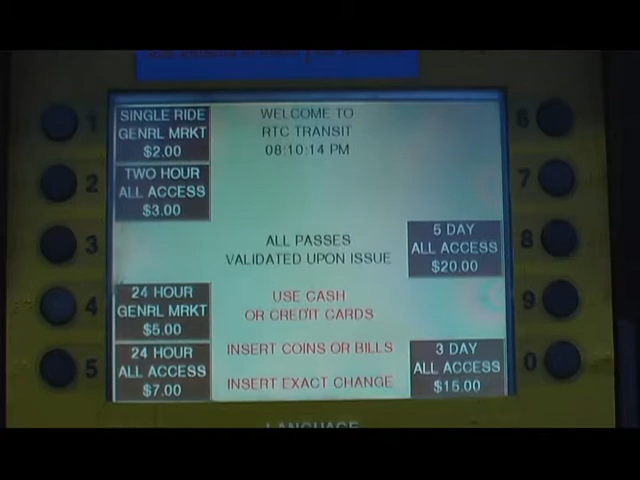 SINGLE RIDE
GENRL MRKT
$2.00
TWO HOUR
ALL ACCESS
$3.00
24 HOUR
GENRL MRKT
$5.00
24 HOUR
ALL ACCESS
$7.00
WELCOME TO
RTC TRANSIT
08:10:14 PM
ALL PASSES
VALIDATED UPON ISSUE
USE CASH
OR CREDIT CARDS
INSERT COINS OR BILLS
INSERT EXACT CHANGE
5 DAY
ALL ACCESS
$20.00
3 DAY
ALL ACCESS
$15.00
1
2
3
4
5
6
7
8
9
0
LANGUAGE